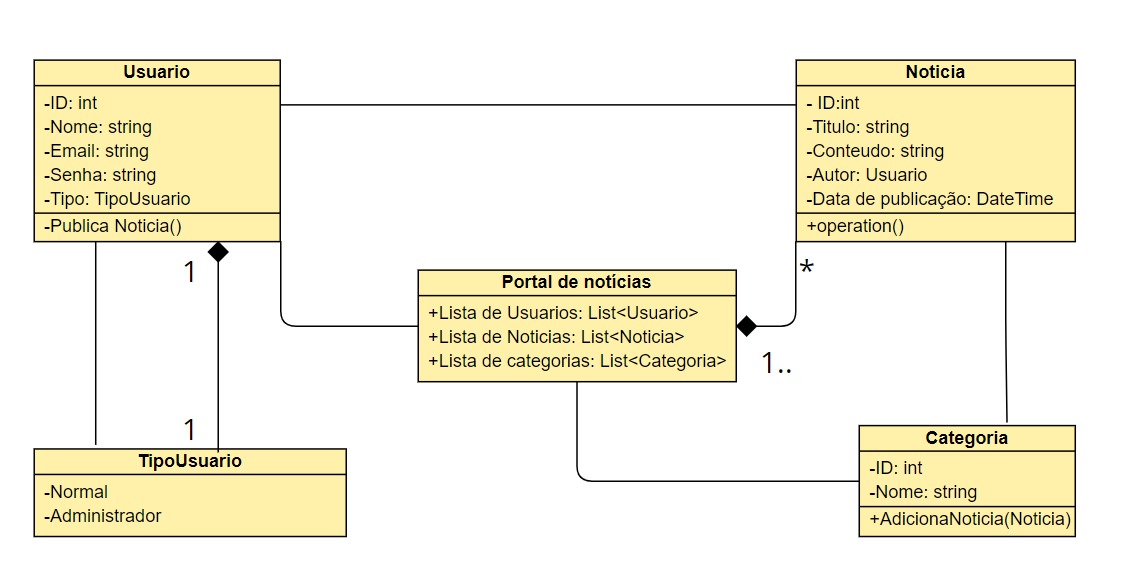 Usuario
-ID: int
-Nome: string
-Email: string
-Senha: string
-Tipo: TipoUsuario
-Publica Noticia()
Noticia
- ID:int
-Titulo: string
-Conteudo: string
-Autor: Usuario
-Data de publicação: DateTime
+operation()
1
*
Portal de notícias
+Lista de Usuarios: List<Usuario>
+Lista de Noticias: List<Noticia>
+Lista de categorias: List<Categoria>
1..
1
TipoUsuario
-Normal
-Administrador
Categoria
-ID: int
-Nome: string
+AdicionaNoticia(Noticia)